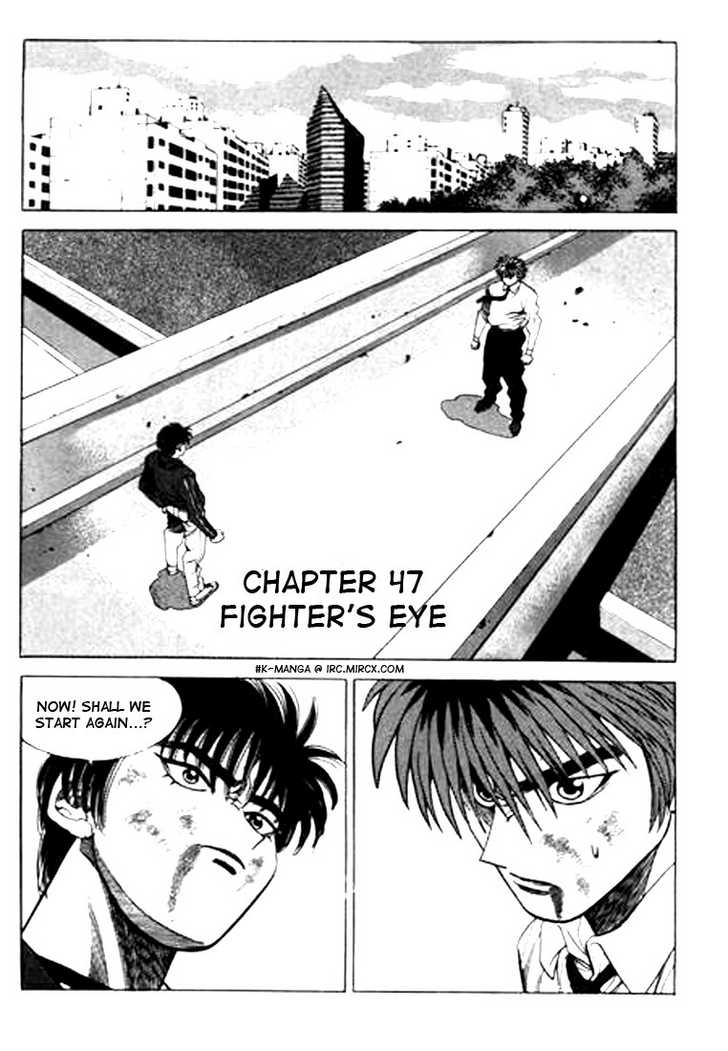 CHAPTER 47
FIGHTER'S EYE
#K-MANGA @ IRC.MIRCX.COM
NOW! SHALL WE
START AGAIN...?